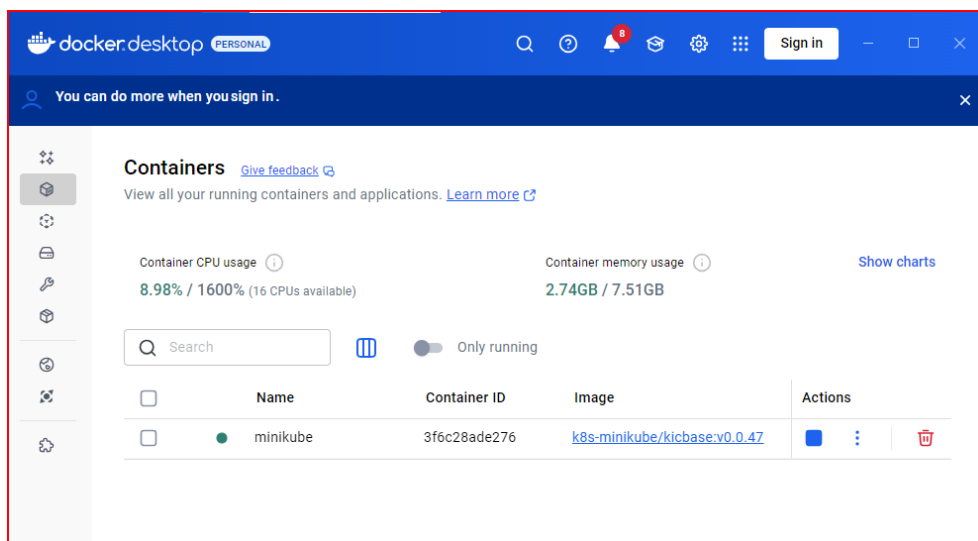 docker.desktop PERSONAL 8 Sign in
You can do more when you sign in.
Containers Give feedback
View all your running containers and applications. Learn more
Container CPU usage Container memory usage Show charts
8.98% / 1600% (16 CPUs available) 2.74GB / 7.51GB
Search Only running
Name Container ID Image Actions
minikube 3f6c28ade276 k8s-minikube/kicbase:v0.0.47